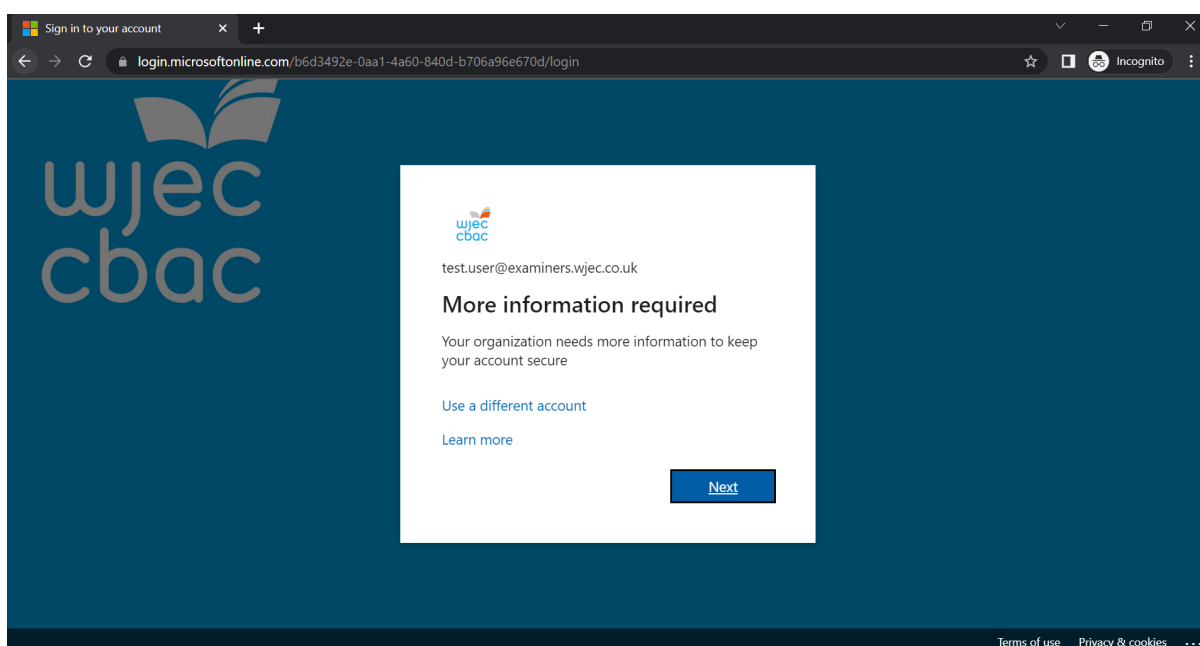 Sign in to your account
login.microsoftonline.com/b6d3492e-0aa1-4a60-840d-b706a96e670d/login
Incognito
wjec
cbac
wjec
cbac
test.user@examiners.wjec.co.uk
More information required
Your organization needs more information to keep
your account secure
Use a different account
Learn more
Next
Terms of use Privacy & cookies ...